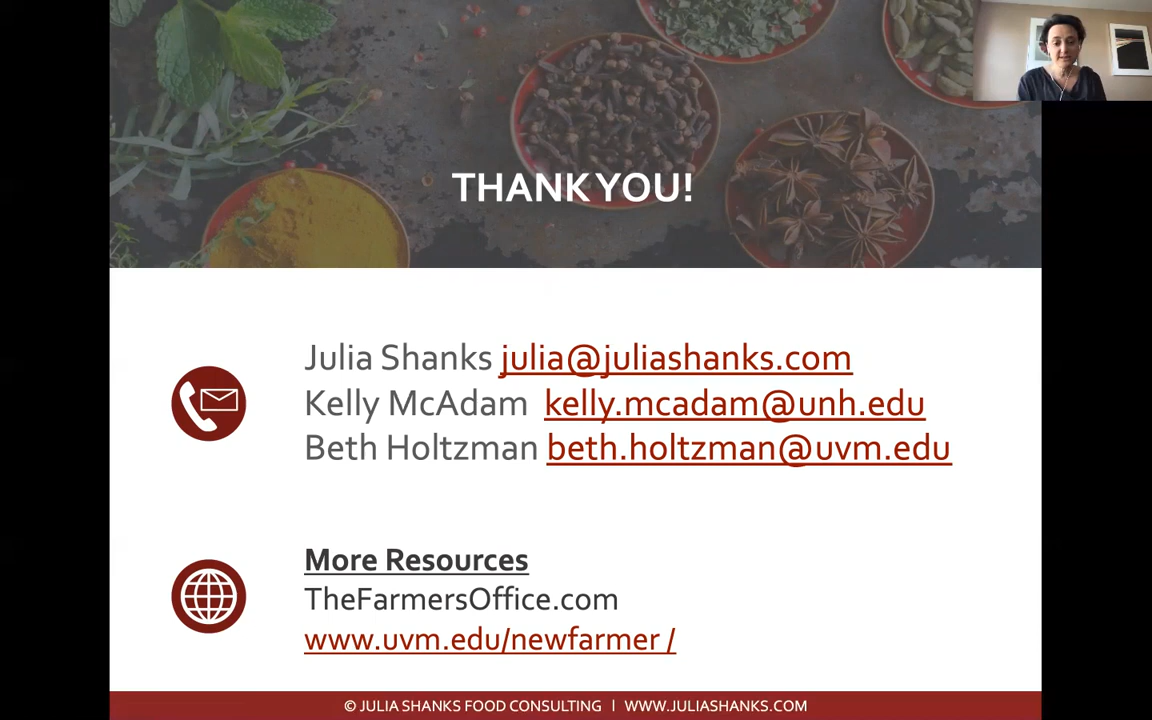 THANK YOU!
Julia Shanks julia@juliashanks.com
Kelly McAdam kelly.mcadam@unh.edu
Beth Holtzman beth.holtzman@uvm.edu
More Resources
TheFarmersOffice.com
www.uvm.edu/newfarmer /
© JULIA SHANKS FOOD CONSULTING | WWW.JULIASHANKS.COM